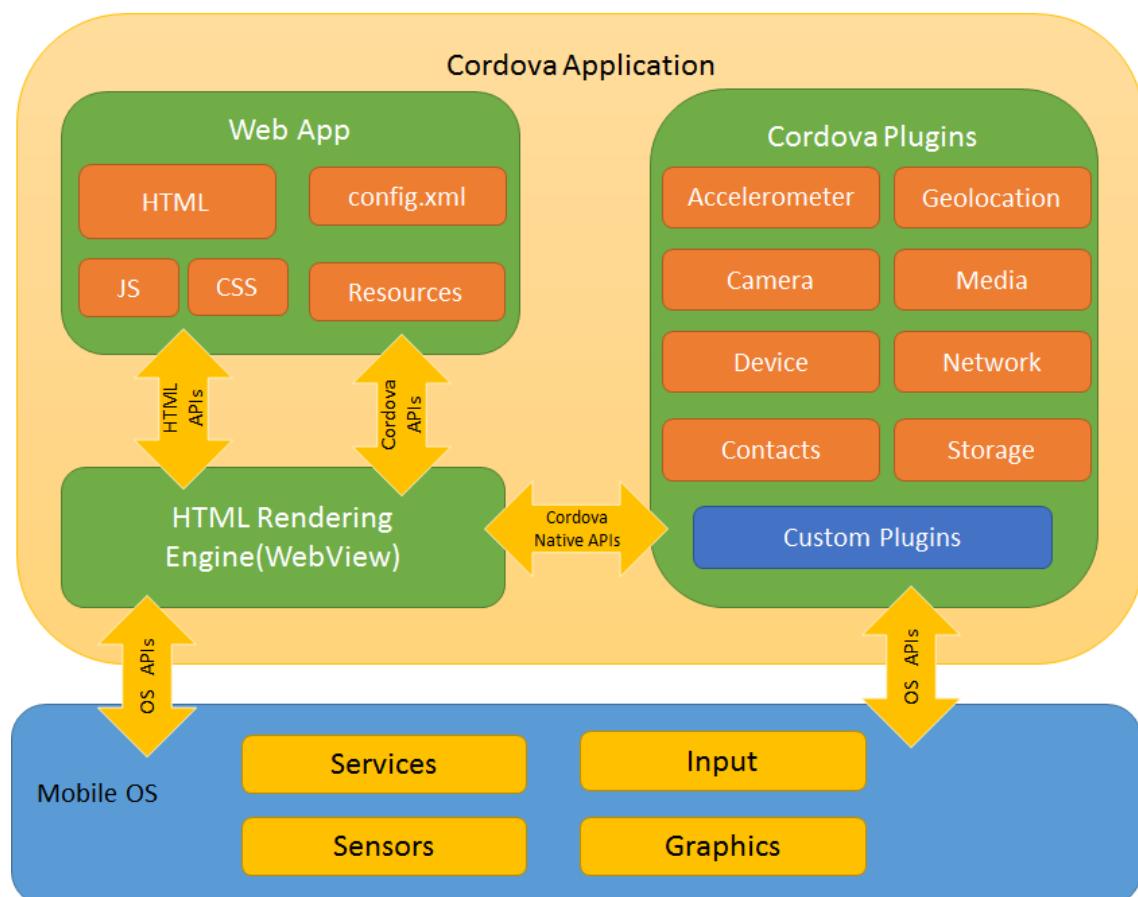 Cordova Application
Web App
HTML
config.xml
JS
CSS
Resources
HTML
APIs
Cordova
APIs
HTML Rendering
Engine(WebView)
Cordova
Native APIs
Cordova Plugins
Accelerometer
Geolocation
Camera
Media
Device
Network
Contacts
Storage
Custom Plugins
OS APIs
OS APIs
Mobile OS
Services
Input
Sensors
Graphics